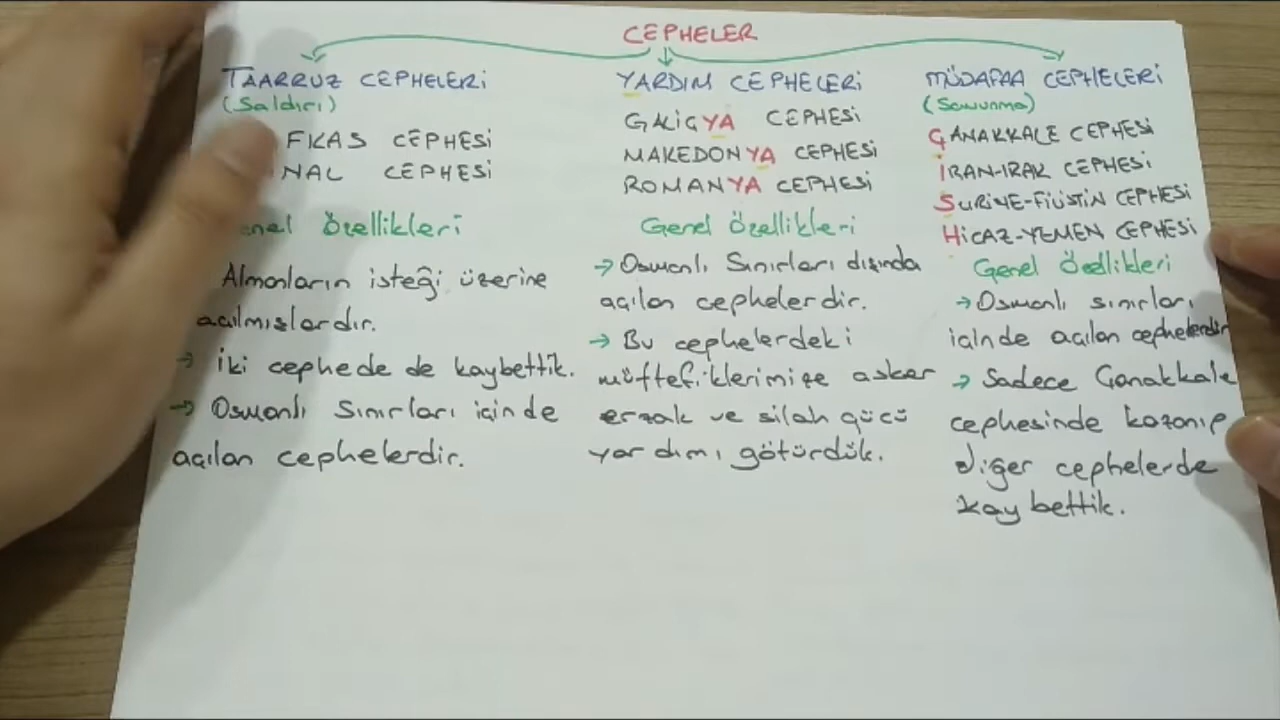 CEPHELER
TAARRUZ CEPHELERİ
(Saldırı)
FKAS CEPHESİ
NAL CEPHESİ
nel Özellikleri
Almanların isteği üzerine
açılmışlardır.
→ İki cephede de kaybettik.
→ Osmanlı Sınırları içinde
açılan cephelerdir.
YARDIM CEPHELERİ
GALİÇYA CEPHESİ
MAKEDONYA CEPHESİ
ROMANYA CEPHESİ
Genel Özellikleri
→ Osmanlı Sınırları dışında
açılan cephelerdir.
→ Bu cephelerdeki
müttefiklerimize asker
erzak ve silah gücü
yardımı götürdük.
MÜDAFAA CEPHELERİ
(Savunma)
ÇANAKKALE CEPHESİ
İRAN-IRAK CEPHESİ
SURİYE-FİLİSTİN CEPHESİ
HİCAZ-YEMEN CEPHESİ
Genel Özellikleri
→ Osmanlı sınırları
içinde açılan cephelerdir
→ Sadece Çanakkale
cephesinde kazanıp
diğer cephelerde
kaybettik.